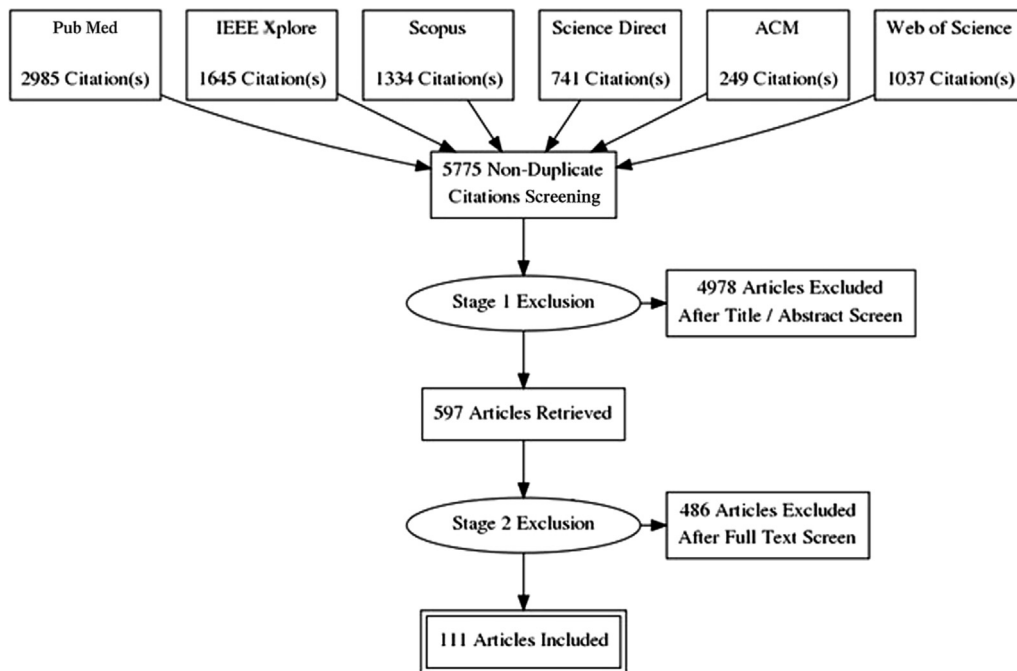 Pub Med
2985 Citation(s)
IEEE Xplore
1645 Citation(s)
Scopus
1334 Citation(s)
Science Direct
741 Citation(s)
ACM
249 Citation(s)
Web of Science
1037 Citation(s)
5775 Non-Duplicate
Citations Screening
Stage 1 Exclusion
4978 Articles Excluded
After Title / Abstract Screen
597 Articles Retrieved
Stage 2 Exclusion
486 Articles Excluded
After Full Text Screen
111 Articles Included